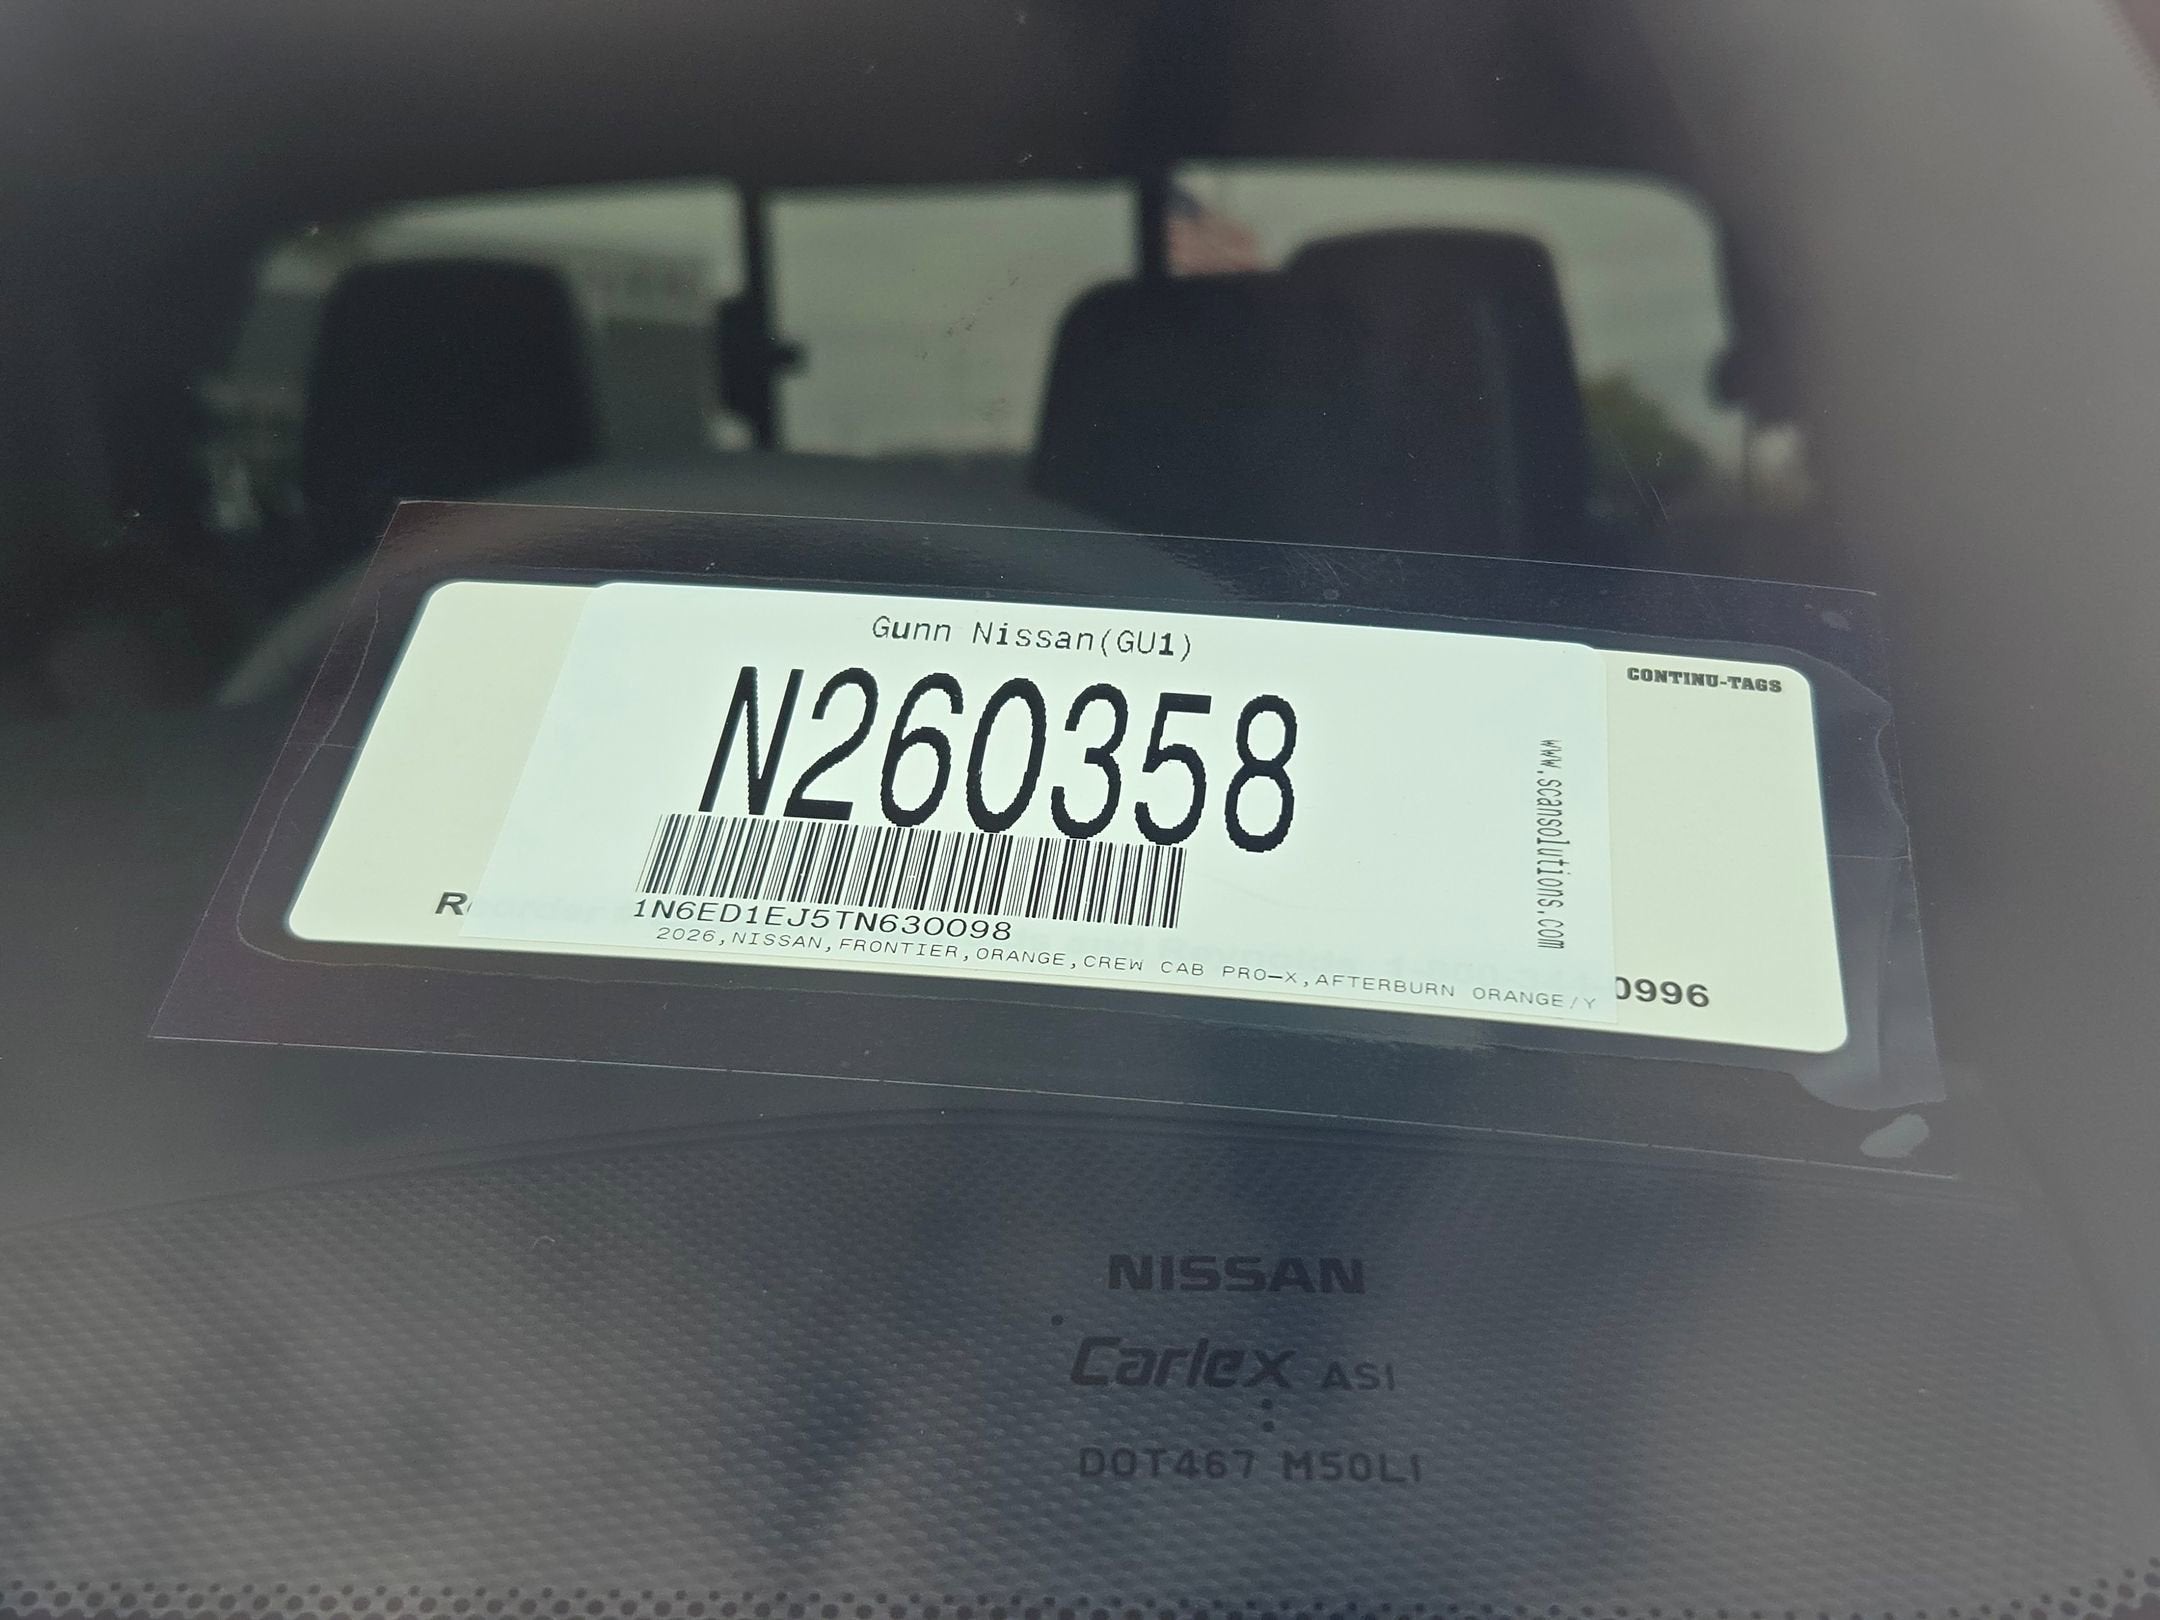 Gunn Nissan(GU1)
CONTINU-TAGS
N260358
www.scansolutions.com
1N6ED1EJ5TN630098
2026,NISSAN,FRONTIER,ORANGE,CREW CAB PRO-X,AFTERBURN ORANGE/Y
0996
NISSAN
Carlex ASI
DOT467 M50L1